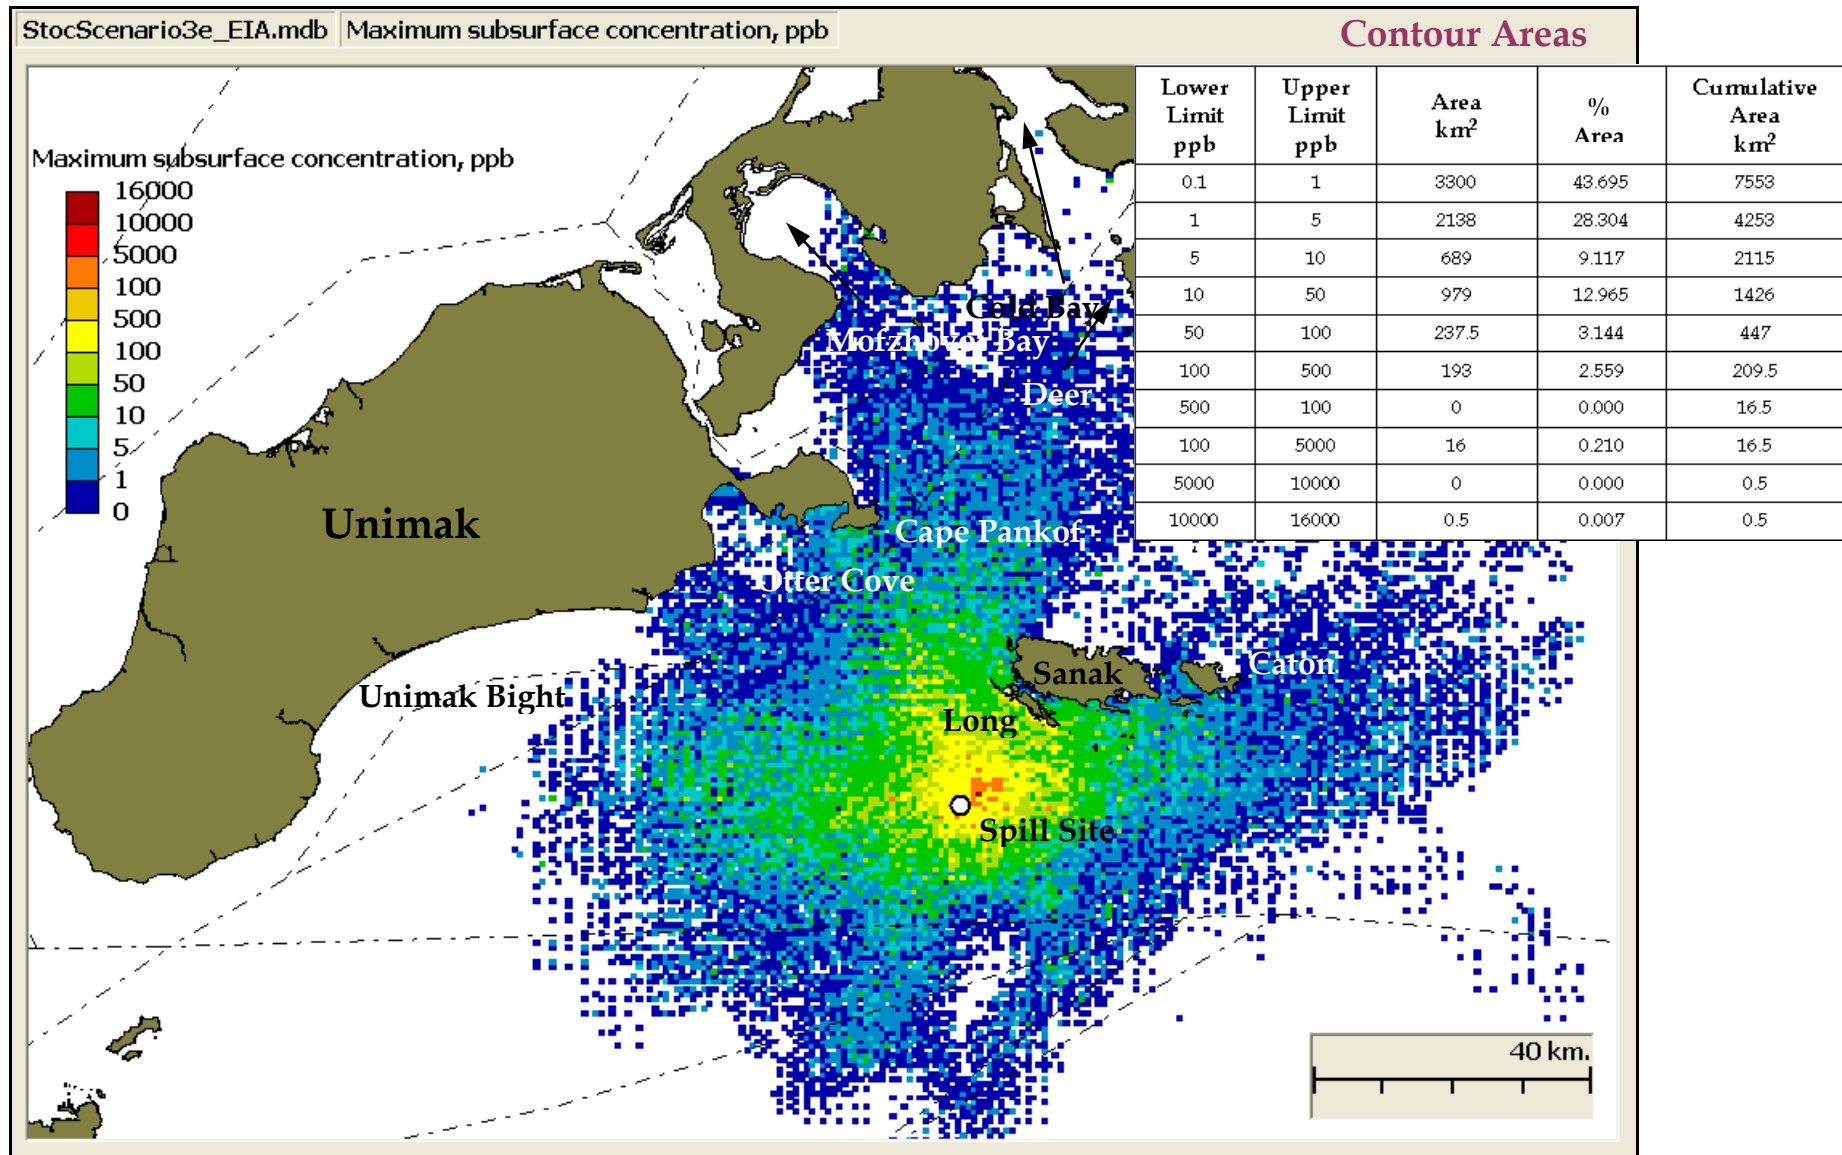 StocScenario3e_EIA.mdb Maximum subsurface concentration, ppb
Contour Areas
Lower Limit ppb Upper Limit ppb Area km² % Area Cumulative Area km²
0.1 1 3300 43.695 7553
1 5 2138 28.304 4253
5 10 689 9.117 2115
10 50 979 12.965 1426
50 100 237.5 3.144 447
100 500 193 2.559 209.5
500 100 0 0.000 16.5
100 5000 16 0.210 16.5
5000 10000 0 0.000 0.5
10000 16000 0.5 0.007 0.5
Maximum subsurface concentration, ppb
16000
10000
5000
100
500
100
50
10
5
1
0
Cold Bay
Morzhovoi Bay
Deer
Unimak
Cape Pankof
Otter Cove
Caton
Sanak
Unimak Bight
Long
Spill Site
40 km.